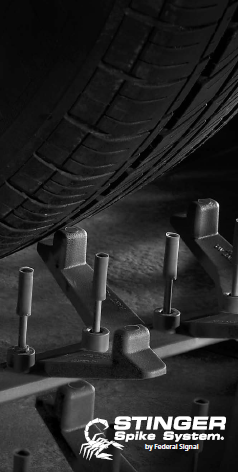 STINGER
Spike System®
by Federal Signal